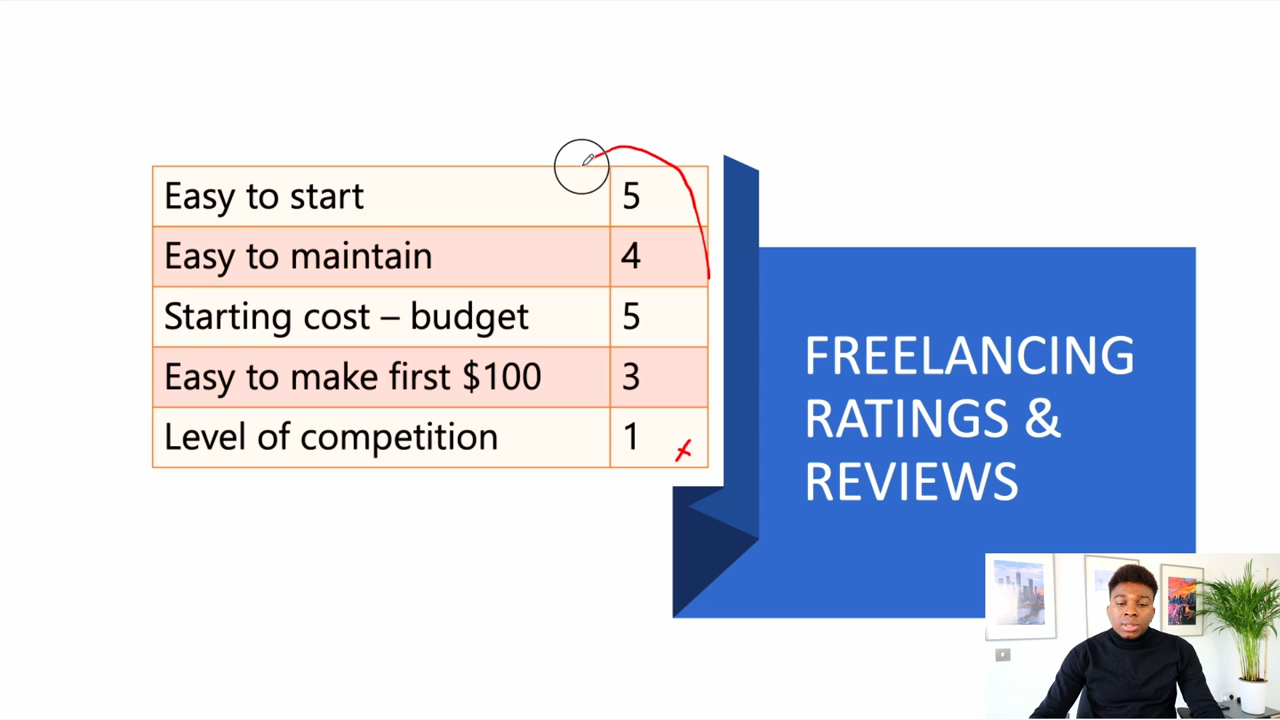 Easy to start 5
Easy to maintain 4
Starting cost – budget 5
Easy to make first $100 3
Level of competition 1
FREELANCING
RATINGS &
REVIEWS